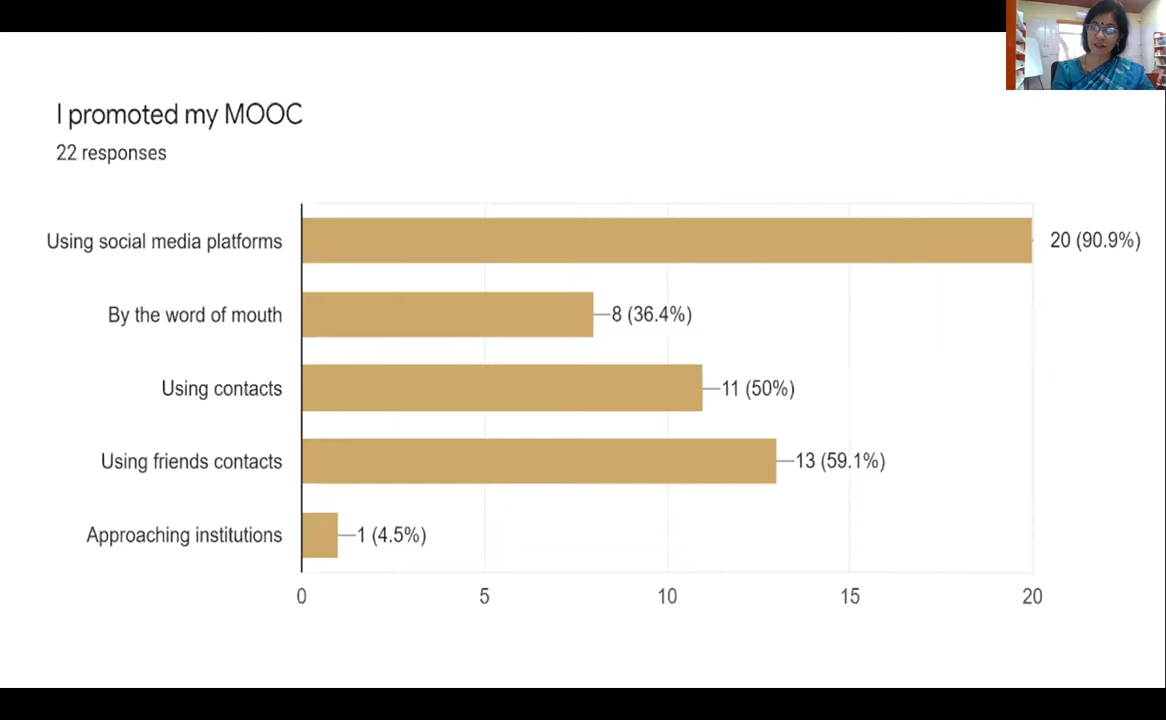 I promoted my MOOC
22 responses
Using social media platforms
20 (90.9%)
By the word of mouth
8 (36.4%)
Using contacts
11 (50%)
Using friends contacts
13 (59.1%)
Approaching institutions
1 (4.5%)
0 5 10 15 20